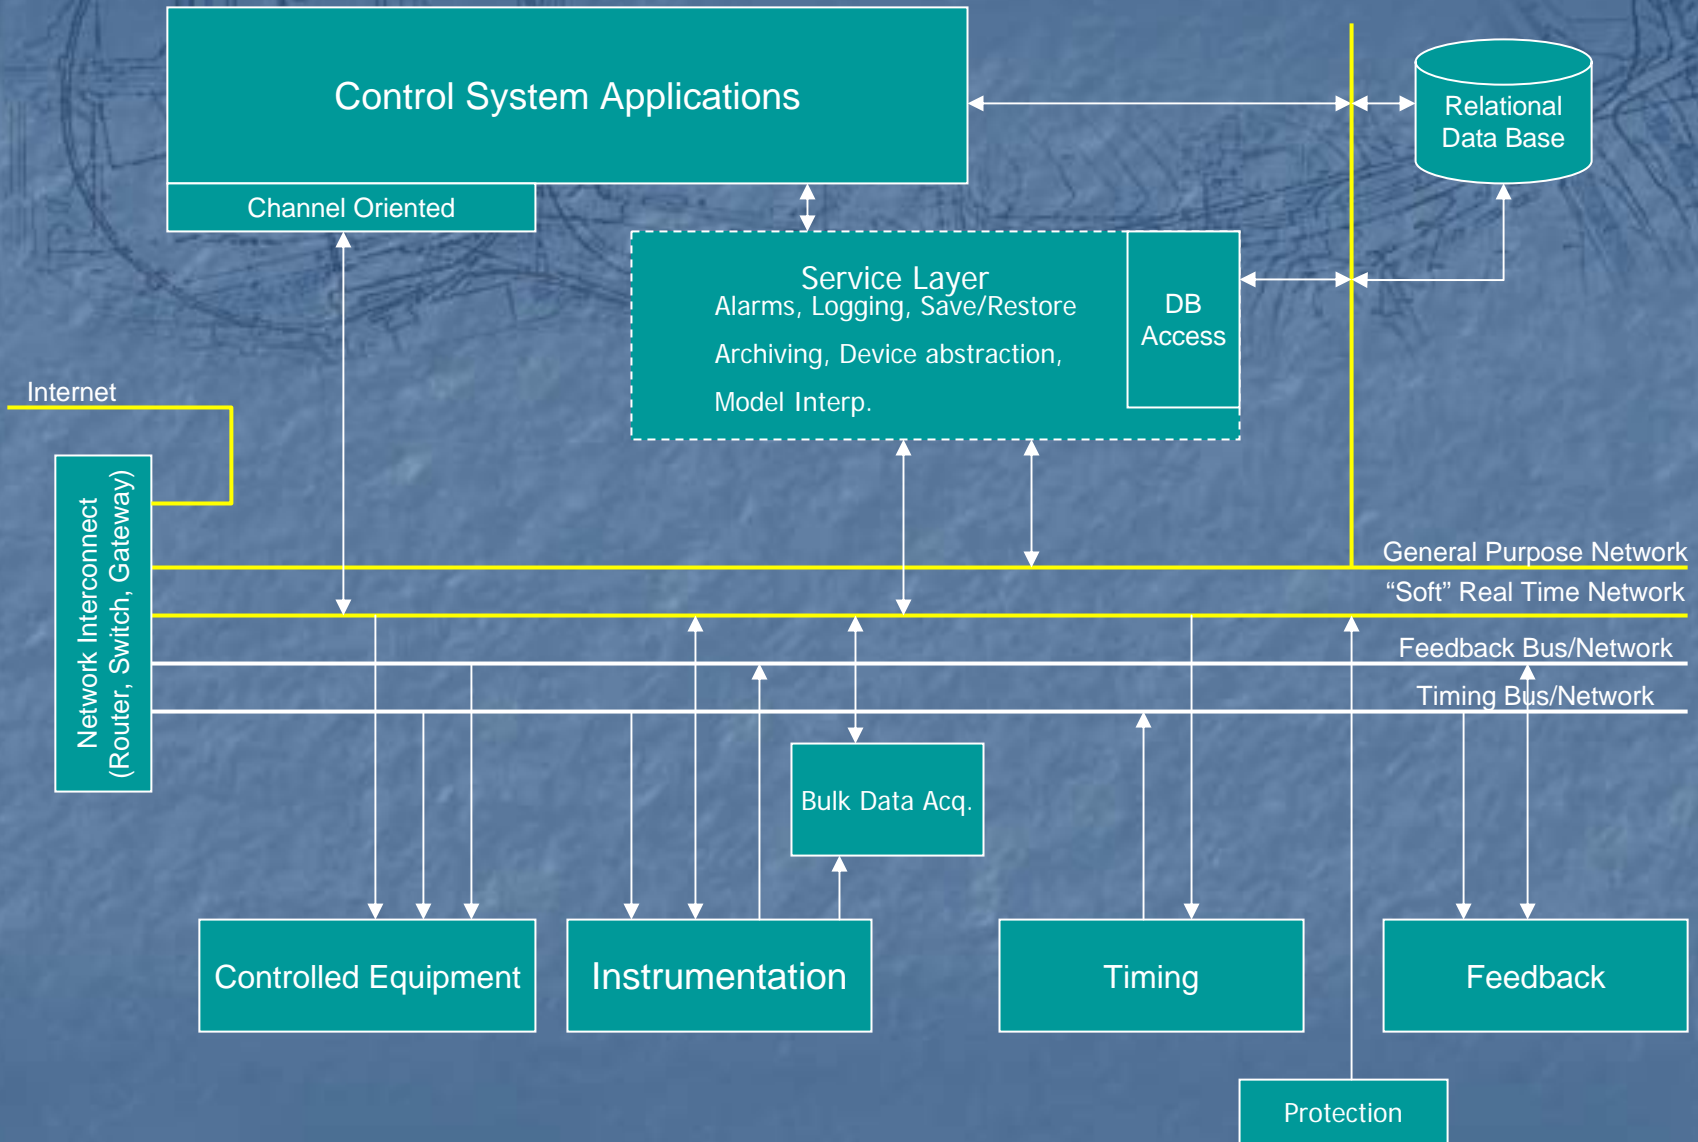 Control System Applications
Relational
Data Base
Channel Oriented
Service Layer
Alarms, Logging, Save/Restore
Archiving, Device abstraction,
Model Interp.
DB
Access
Internet
Network Interconnect
(Router, Switch, Gateway)
General Purpose Network
“Soft” Real Time Network
Feedback Bus/Network
Timing Bus/Network
Bulk Data Acq.
Controlled Equipment
Instrumentation
Timing
Feedback
Protection